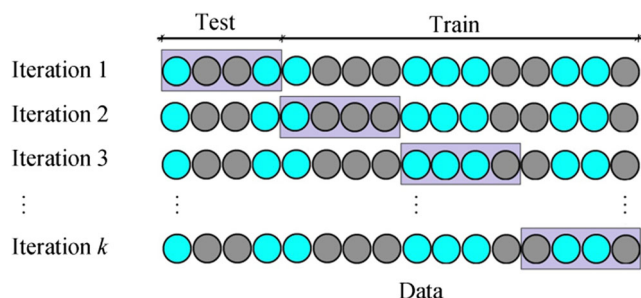 Test Train
Iteration 1
Iteration 2
Iteration 3
Iteration k
Data